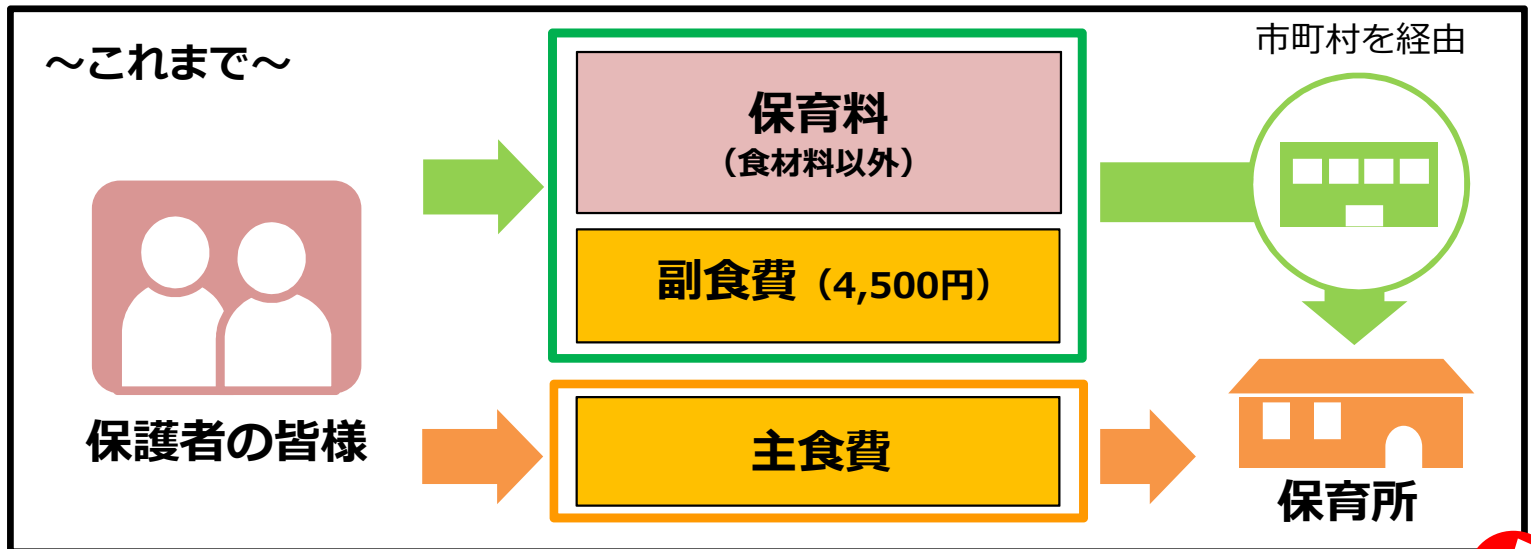 ～これまで～
市町村を経由
保育料
（食材料以外）
副食費（4,500円）
保護者の皆様
主食費
保育所